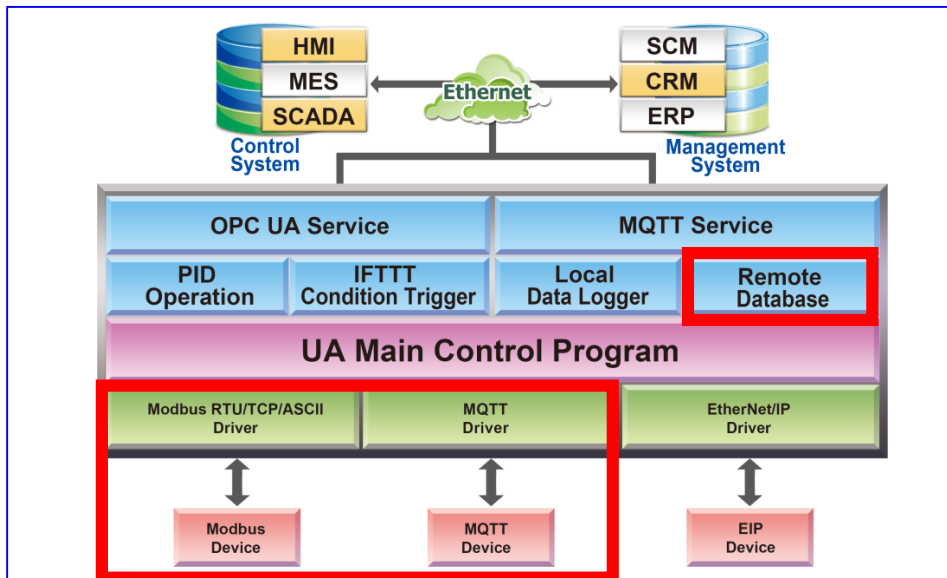 HMI
MES
SCADA
Control
System
Ethernet
SCM
CRM
ERP
Management
System
OPC UA Service
MQTT Service
PID
Operation
IFTTT
Condition Trigger
Local
Data Logger
Remote
Database
UA Main Control Program
Modbus RTU/TCP/ASCII
Driver
MQTT
Driver
EtherNet/IP
Driver
Modbus
Device
MQTT
Device
EIP
Device